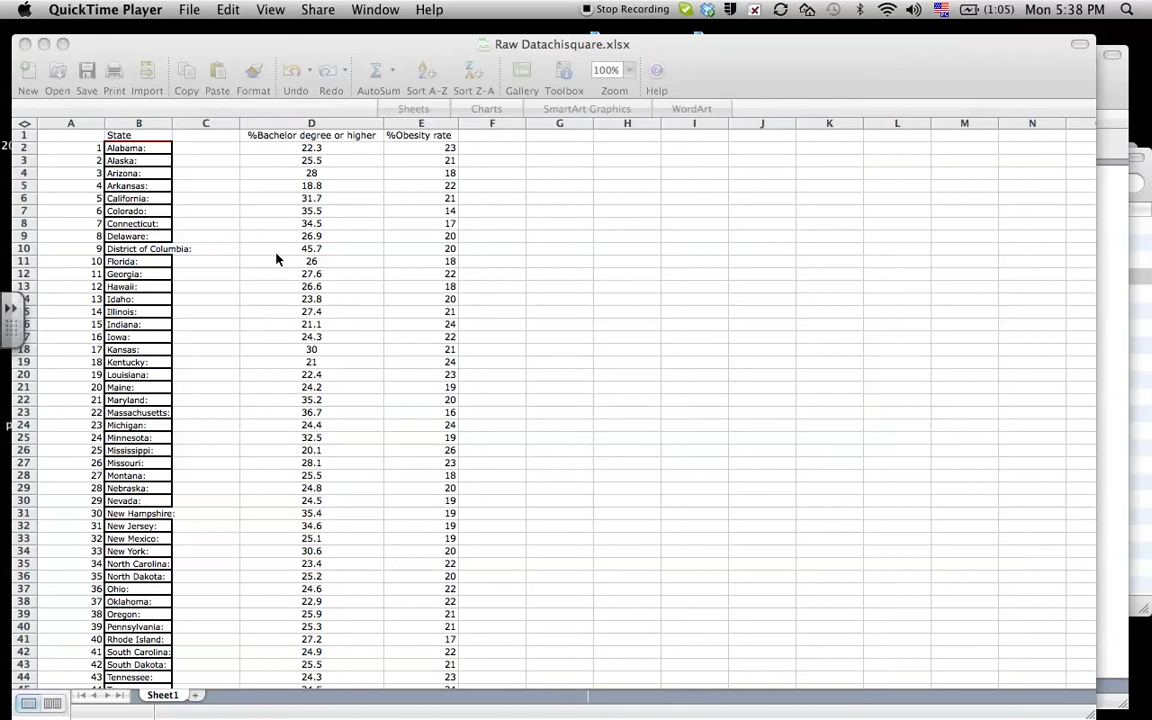 QuickTime Player File Edit View Share Window Help Stop Recording (1:05) Mon 5:38 PM
Raw Datachisquare.xlsx
100%
New Open Save Print Import Copy Paste Format Undo Redo AutoSum Sort A-Z Sort Z-A Gallery Toolbox Zoom Help
Sheets Charts SmartArt Graphics WordArt
A B C D E F G H I J K L M N
1 State %Bachelor degree or higher %Obesity rate
2 1 Alabama: 22.3 23
3 2 Alaska: 25.5 21
4 3 Arizona: 28 18
5 4 Arkansas: 18.8 22
6 5 California: 31.7 21
7 6 Colorado: 35.5 14
8 7 Connecticut: 34.5 17
9 8 Delaware: 26.9 20
10 9 District of Columbia: 45.7 20
11 10 Florida: 26 18
12 11 Georgia: 27.6 22
13 12 Hawaii: 26.6 18
4 13 Idaho: 23.8 20
5 14 Illinois: 27.4 21
6 15 Indiana: 21.1 24
7 16 Iowa: 24.3 22
18 17 Kansas: 30 21
19 18 Kentucky: 21 24
20 19 Louisiana: 22.4 23
21 20 Maine: 24.2 19
22 21 Maryland: 35.2 20
23 22 Massachusetts: 36.7 16
24 23 Michigan: 24.4 24
25 24 Minnesota: 32.5 19
26 25 Mississippi: 20.1 26
27 26 Missouri: 28.1 23
28 27 Montana: 25.5 18
29 28 Nebraska: 24.8 20
30 29 Nevada: 24.5 19
31 30 New Hampshire: 35.4 19
32 31 New Jersey: 34.6 19
33 32 New Mexico: 25.1 19
34 33 New York: 30.6 20
35 34 North Carolina: 23.4 22
36 35 North Dakota: 25.2 20
37 36 Ohio: 24.6 22
38 37 Oklahoma: 22.9 22
39 38 Oregon: 25.9 21
40 39 Pennsylvania: 25.3 21
41 40 Rhode Island: 27.2 17
42 41 South Carolina: 24.9 22
43 42 South Dakota: 25.5 21
44 43 Tennessee: 24.3 23
Sheet1